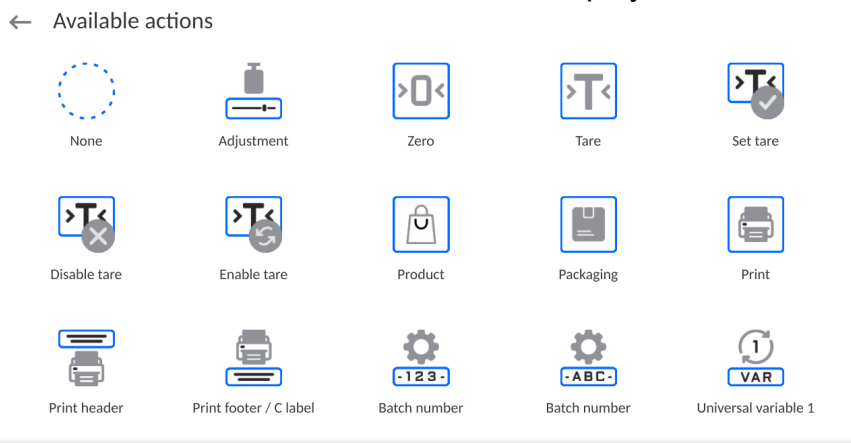 Available actions
None
Adjustment
>0<
Zero
>T<
Tare
>T<
Set tare
>T<
Disable tare
>T<
Enable tare
Product
Packaging
Print
Print header
Print footer / C label
-123-
Batch number
-ABC-
Batch number
1
VAR
Universal variable 1